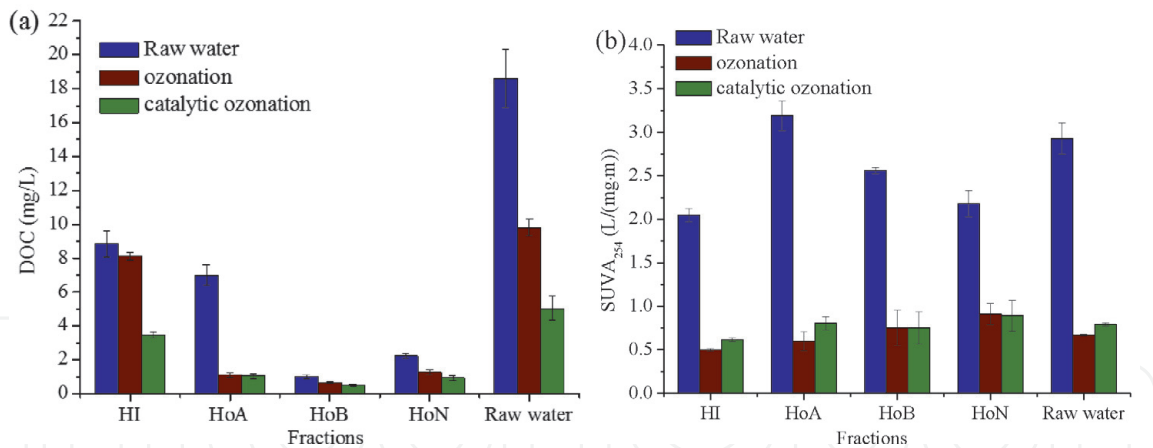 (a)
22
20
18
16
14
12
10
8
6
4
2
0
DOC (mg/L)
Raw water
ozonation
catalytic ozonation
HI HoA HoB HoN Raw water
Fractions
(b)
4.0
3.5
3.0
2.5
2.0
1.5
1.0
0.5
0.0
SUVA254 (L/(mg·m))
Raw water
ozonation
catalytic ozonation
HI HoA HoB HoN Raw water
Fractions